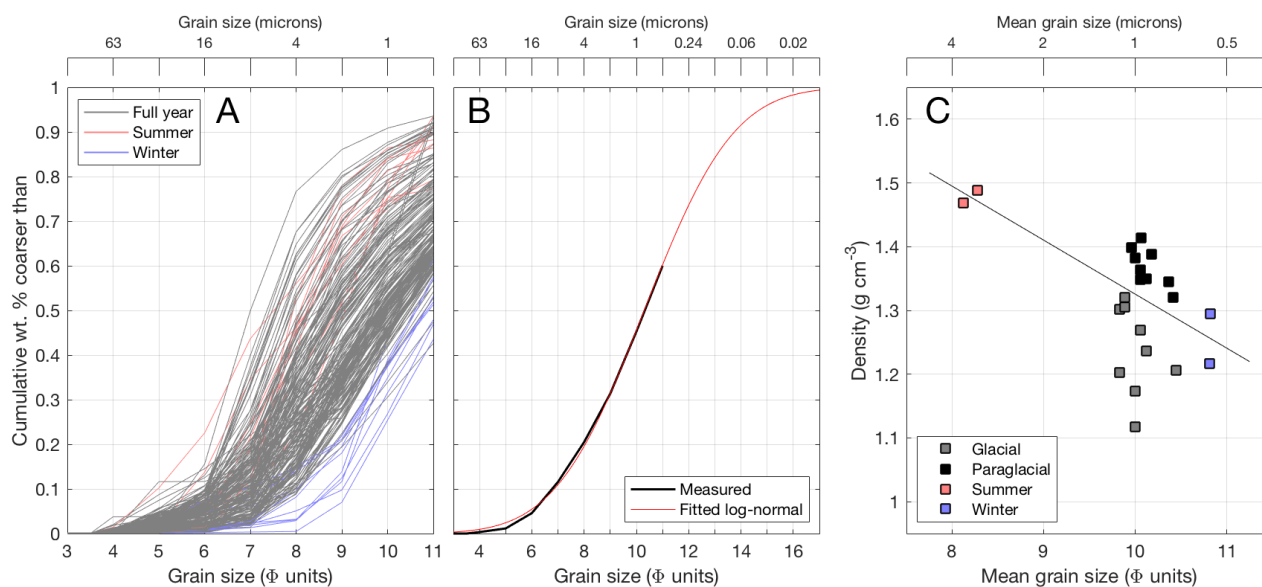 Grain size (microns)
63 16 4 1
A
Full year
Summer
Winter
Cumulative wt. % coarser than
1
0.9
0.8
0.7
0.6
0.5
0.4
0.3
0.2
0.1
0
3 4 5 6 7 8 9 10 11
Grain size (Φ units)
Grain size (microns)
63 16 4 1 0.24 0.06 0.02
B
Measured
Fitted log-normal
4 6 8 10 12 14 16
Grain size (Φ units)
Mean grain size (microns)
4 2 1 0.5
C
Density (g cm⁻³)
1.6
1.5
1.4
1.3
1.2
1.1
1
Glacial
Paraglacial
Summer
Winter
8 9 10 11
Mean grain size (Φ units)